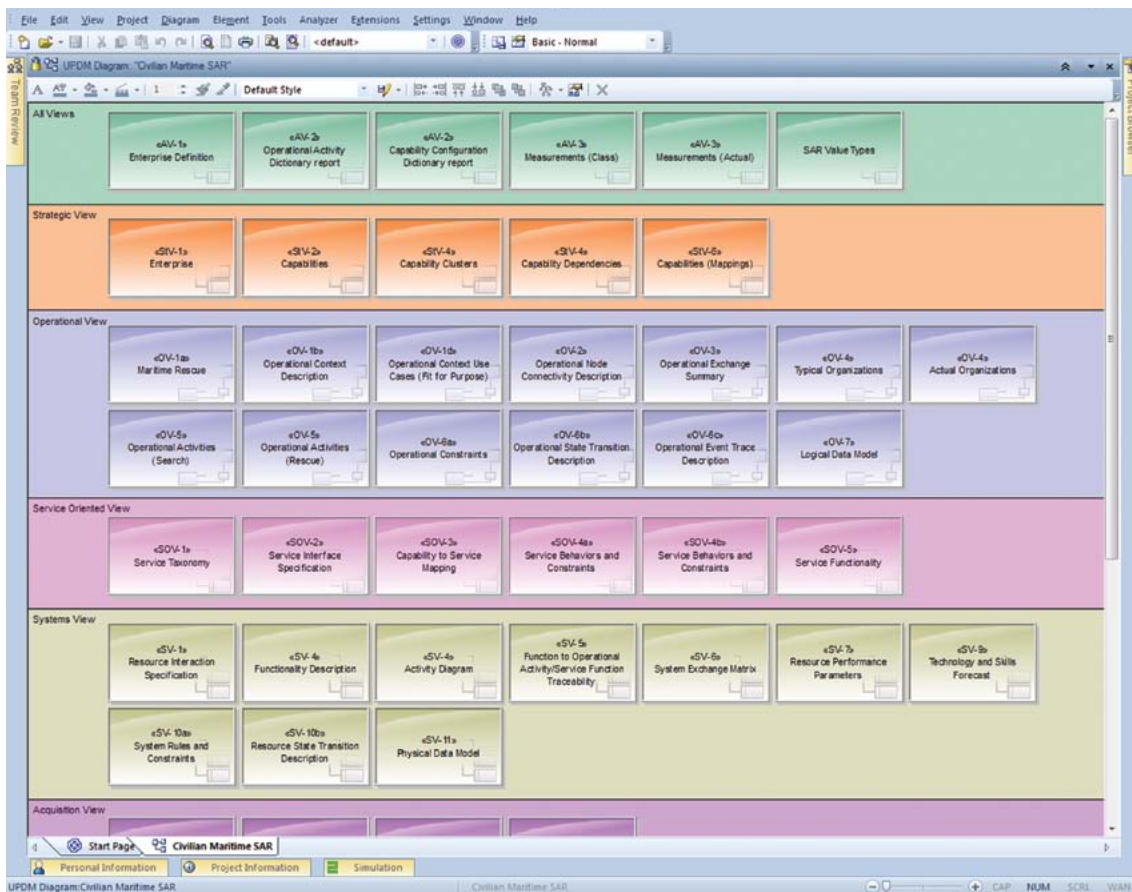 File Edit View Project Diagram Element Tools Analyzer Extensions Settings Window Help
<default> Basic - Normal
UPDM Diagram: "Civilian Martime SAR"
Team Review
Project Browser
1 Default Style
All Views
«AV-1»
Enterprise Definition
«AV-2»
Operational Activity
Dictionary report
«AV-2»
Capability Configuration
Dictionary report
«AV-3»
Measurements (Class)
«AV-3»
Measurements (Actual)
SAR Value Types
Strategic View
«StV-1»
Enterprise
«StV-2»
Capabilities
«StV-4»
Capability Clusters
«StV-4»
Capability Dependencies
«StV-6»
Capabilities (Mappings)
Operational View
«OV-1a»
Maritime Rescue
«OV-1b»
Operational Context
Description
«OV-1d»
Operational Context Use
Cases (Fit for Purpose)
«OV-2»
Operational Node
Connectivity Description
«OV-3»
Operational Exchange
Summary
«OV-4»
Typical Organizations
«OV-4»
Actual Organizations
«OV-5»
Operational Activities
(Search)
«OV-5»
Operational Activities
(Rescue)
«OV-6a»
Operational Constraints
«OV-6b»
Operational State Transition
Description
«OV-6c»
Operational Event Trace
Description
«OV-7»
Logical Data Model
Service Oriented View
«SOV-1»
Service Taxonomy
«SOV-2»
Service Interface
Specification
«SOV-3»
Capability to Service
Mapping
«SOV-4a»
Service Behaviors and
Constraints
«SOV-4b»
Service Behaviors and
Constraints
«SOV-5»
Service Functionality
Systems View
«SV-1»
Resource Interaction
Specification
«SV-4»
Functionality Description
«SV-4»
Activity Diagram
«SV-5»
Function to Operational
Activity/Service Function
Traceability
«SV-6»
System Exchange Matrix
«SV-7»
Resource Performance
Parameters
«SV-9»
Technology and Skills
Forecast
«SV-10a»
System Rules and
Constraints
«SV-10b»
Resource State Transition
Description
«SV-11»
Physical Data Model
Acquisition View
Start Page Civilian Maritime SAR
Personal Information Project Information Simulation
UPDM Diagram:Civilian Maritime SAR Civilian Maritime SAR CAP NUM SCRL WAN